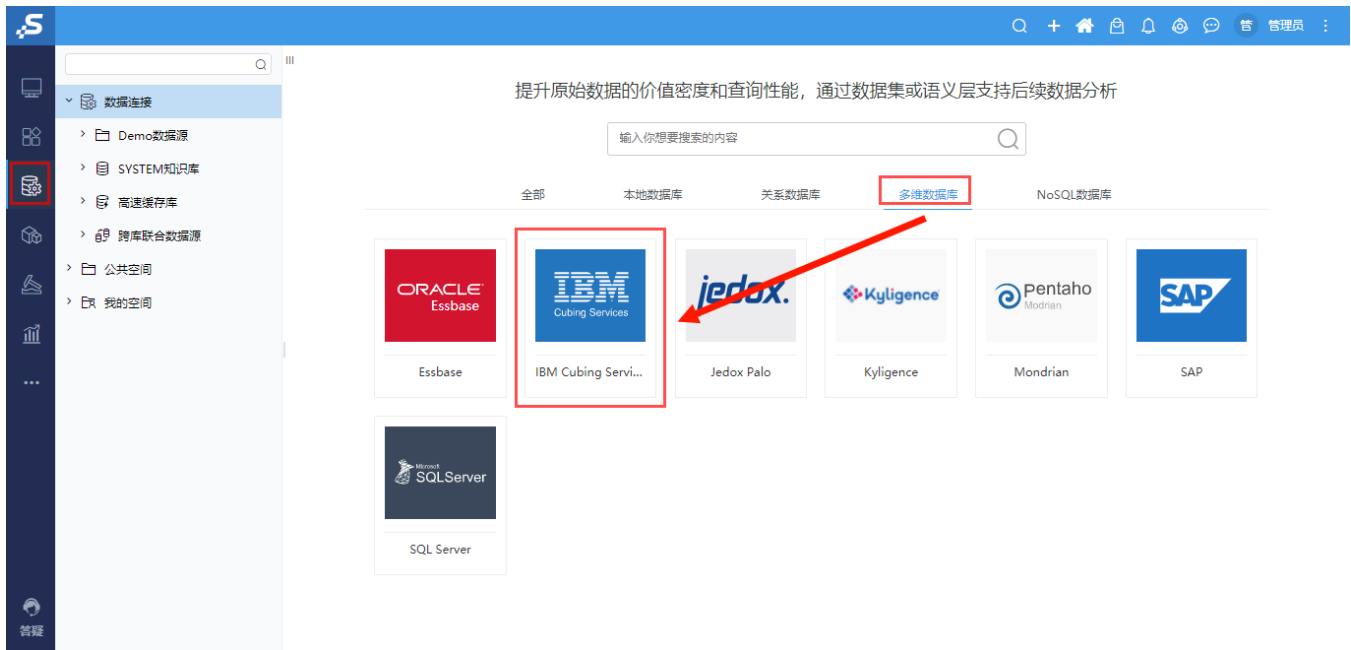 S
管 管理员
数据连接
Demo数据源
SYSTEM知识库
高速缓存库
跨库联合数据源
公共空间
我的空间
答疑
提升原始数据的价值密度和查询性能，通过数据集或语义层支持后续数据分析
输入你想要搜索的内容
全部 本地数据库 关系数据库 多维数据库 NoSQL数据库
ORACLE
Essbase
Essbase
IBM
Cubing Services
IBM Cubing Servi...
jedox.
Jedox Palo
Kyligence
Kyligence
Pentaho
Modrian
Mondrian
SAP
SAP
Microsoft
SQLServer
SQL Server